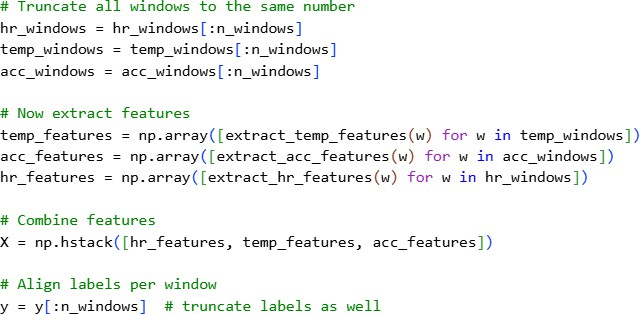 # Truncate all windows to the same number
hr_windows = hr_windows[:n_windows]
temp_windows = temp_windows[:n_windows]
acc_windows = acc_windows[:n_windows]
# Now extract features
temp_features = np.array([extract_temp_features(w) for w in temp_windows])
acc_features = np.array([extract_acc_features(w) for w in acc_windows])
hr_features = np.array([extract_hr_features(w) for w in hr_windows])
# Combine features
X = np.hstack([hr_features, temp_features, acc_features])
# Align labels per window
y = y[:n_windows]  # truncate labels as well